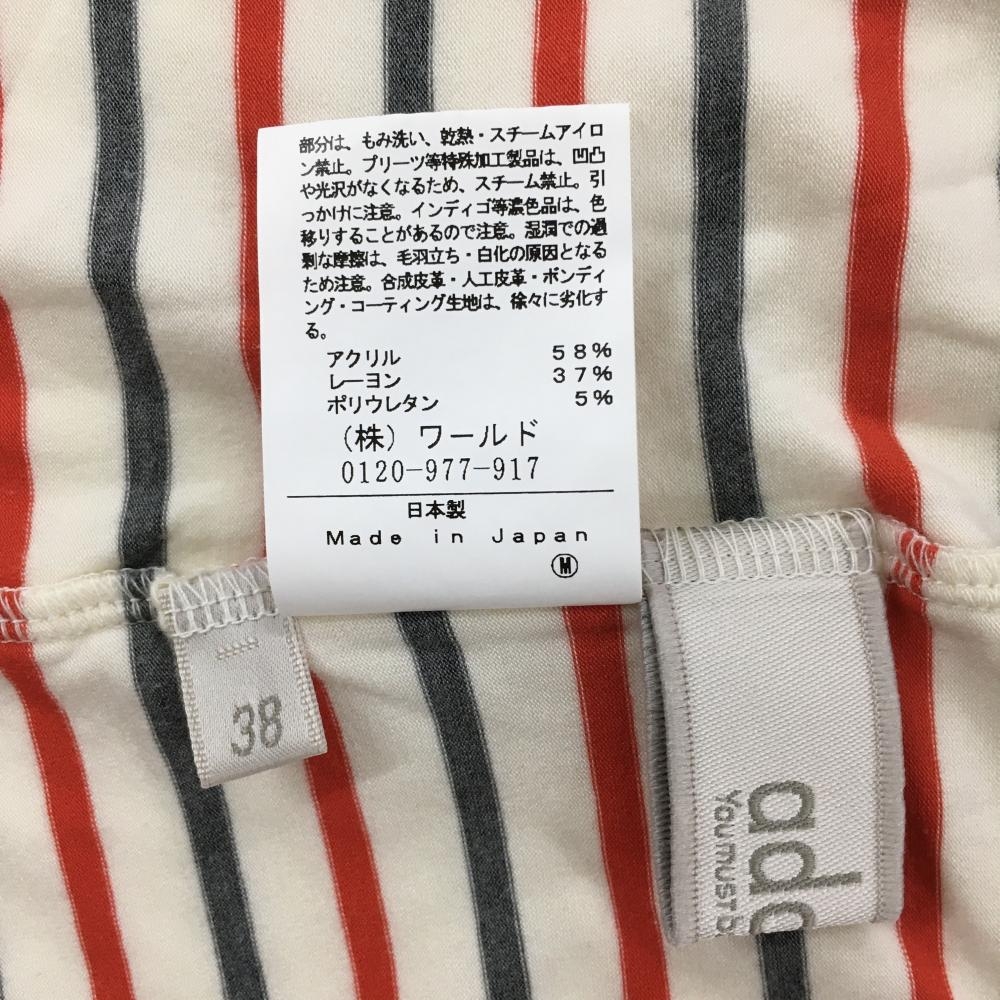 部分は、もみ洗い、乾熱・スチームアイロ
ン禁止。プリーツ等特殊加工製品は、凹凸
や光沢がなくなるため、スチーム禁止。引
っかけに注意。インディゴ等濃色品は、色
移りすることがあるので注意。湿潤での過
剰な摩擦は、毛羽立ち・白化の原因となる
ため注意。合成皮革・人工皮革・ボンディ
ング・コーティング生地は、徐々に劣化す
る。
アクリル 58%
レーヨン 37%
ポリウレタン 5%
(株) ワールド
0120-977-917
日本製
Made in Japan
M
38